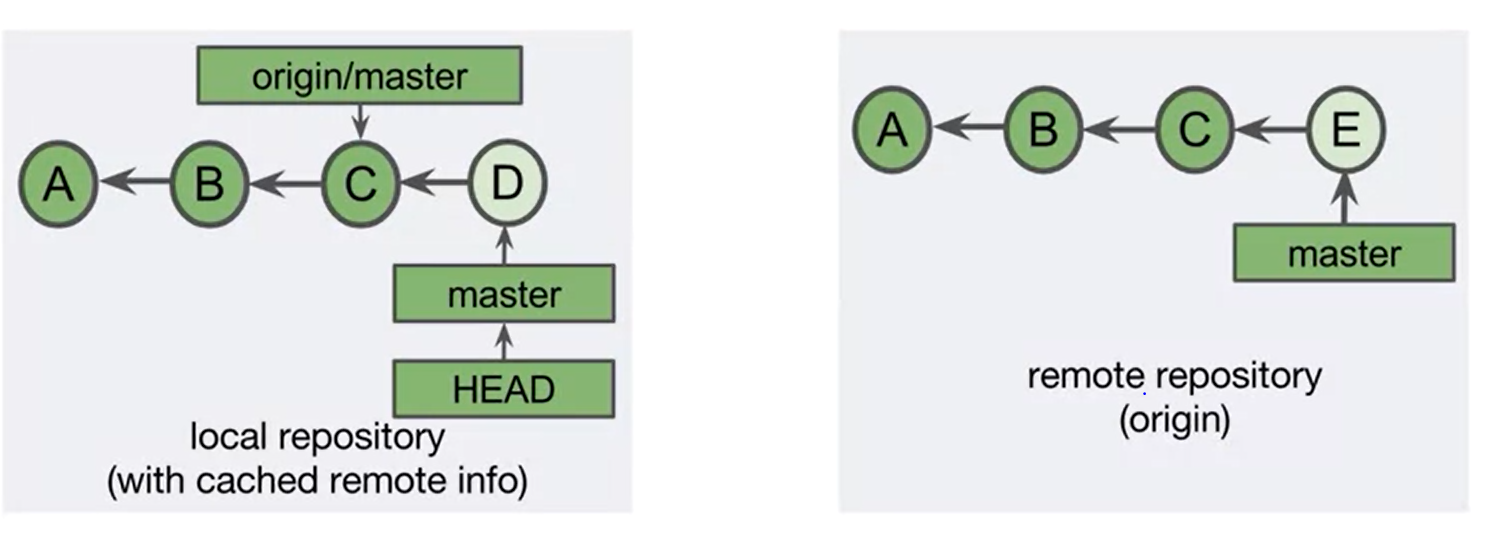 origin/master
A
B
C
D
master
HEAD
local repository
(with cached remote info)
A
B
C
E
master
remote repository
(origin)